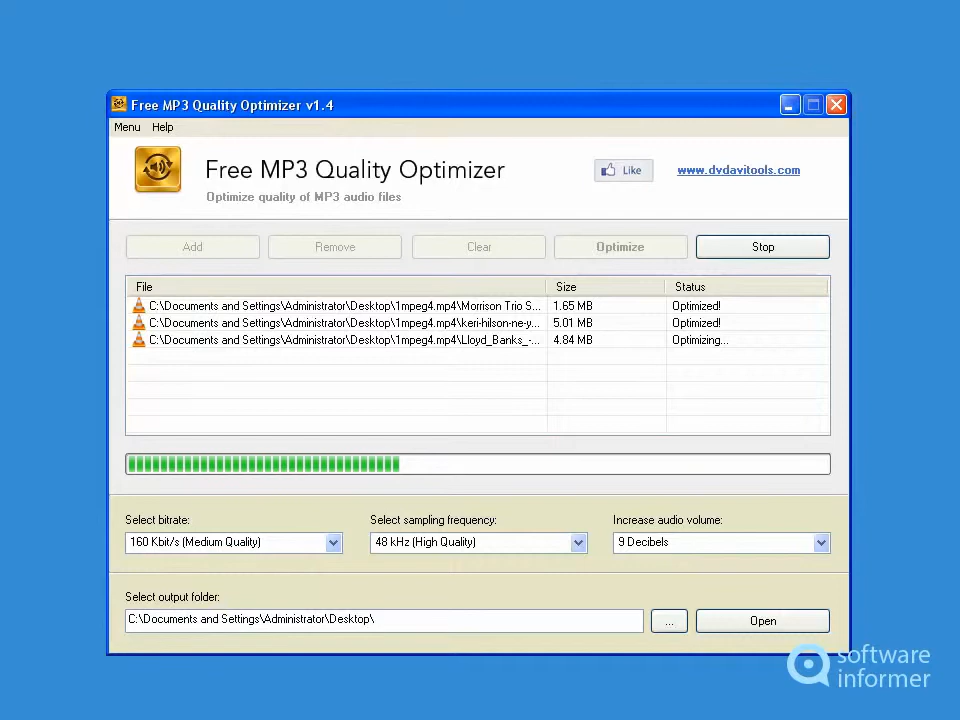 Free MP3 Quality Optimizer v1.4
Menu Help
Free MP3 Quality Optimizer
Like
www.dvdavitools.com
Optimize quality of MP3 audio files
Add Remove Clear Optimize Stop
File Size Status
C:\Documents and Settings\Administrator\Desktop\1mpeg4.mp4\Morrison Trio S... 1.65 MB Optimized!
C:\Documents and Settings\Administrator\Desktop\1mpeg4.mp4\keri-hilson-ne-y... 5.01 MB Optimized!
C:\Documents and Settings\Administrator\Desktop\1mpeg4.mp4\Lloyd_Banks_-... 4.84 MB Optimizing...
Select bitrate: Select sampling frequency: Increase audio volume:
160 Kbit/s (Medium Quality) 48 kHz (High Quality) 9 Decibels
Select output folder:
C:\Documents and Settings\Administrator\Desktop\ ... Open
software
informer